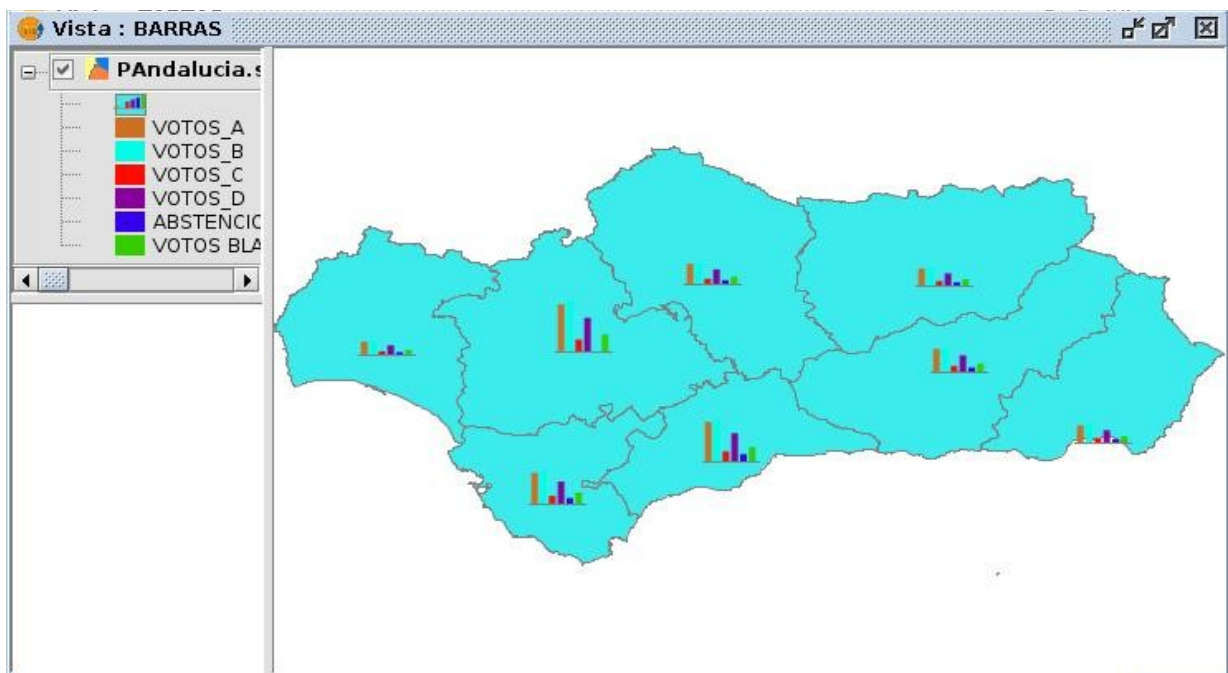 Vista : BARRAS
PAndalucia.s
VOTOS_A
VOTOS_B
VOTOS_C
VOTOS_D
ABSTENCIC
VOTOS BLA